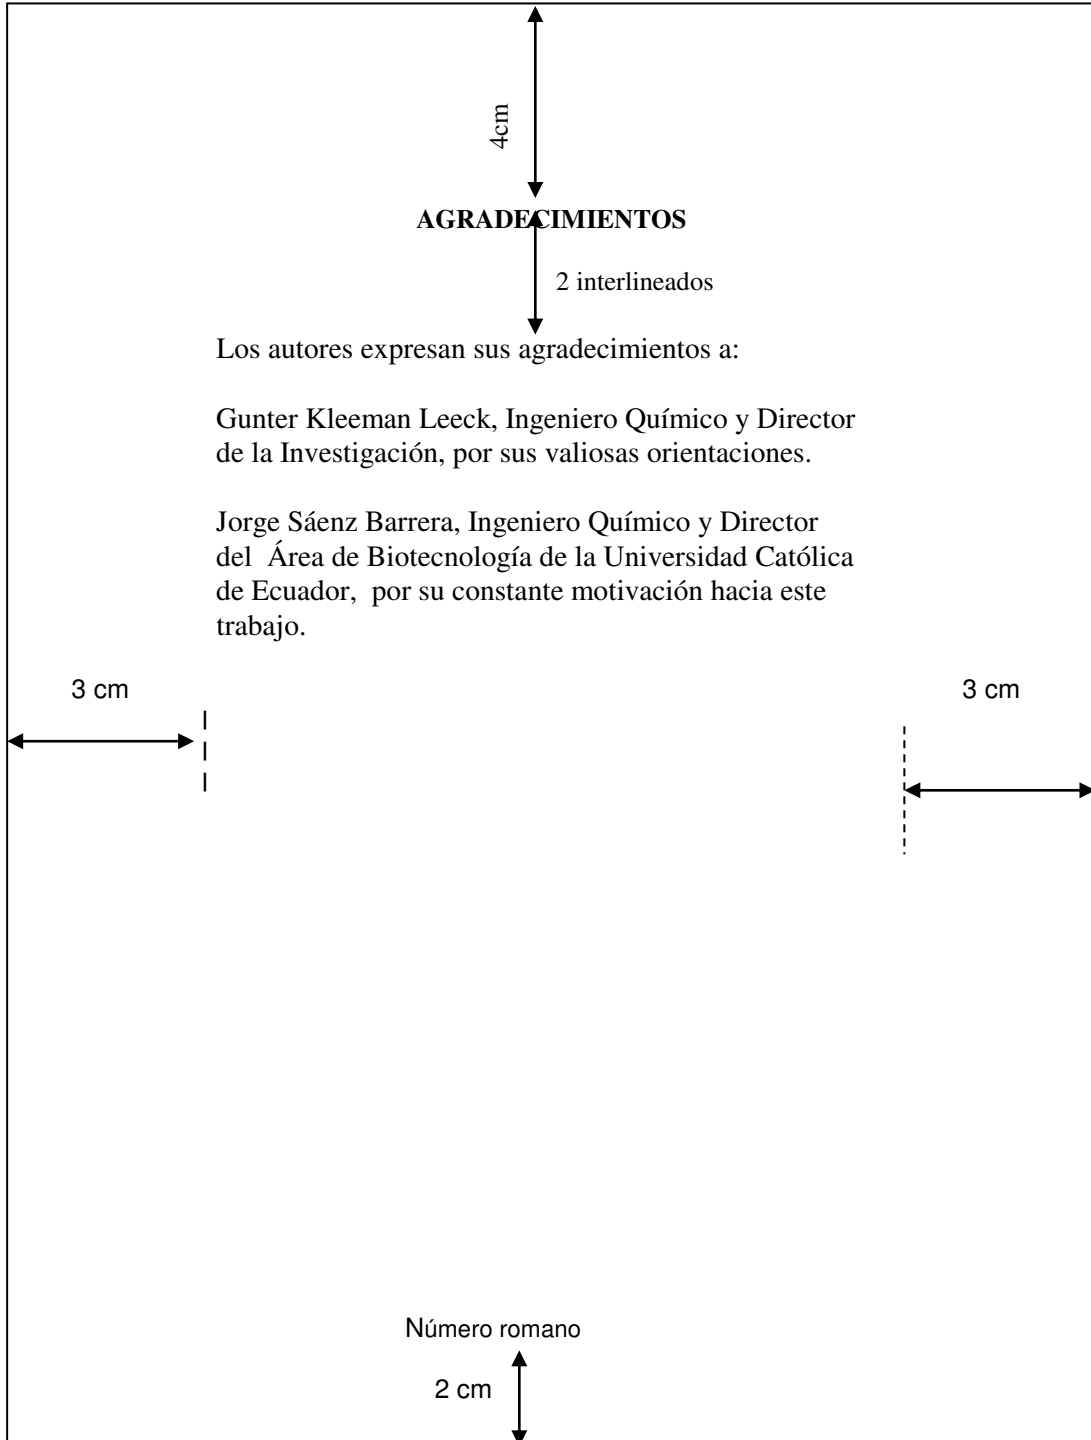 4cm
AGRADECIMIENTOS
2 interlineados
Los autores expresan sus agradecimientos a:
Gunter Kleeman Leeck, Ingeniero Químico y Director
de la Investigación, por sus valiosas orientaciones.
Jorge Sáenz Barrera, Ingeniero Químico y Director
del  Área de Biotecnología de la Universidad Católica
de Ecuador,  por su constante motivación hacia este
trabajo.
3 cm
3 cm
Número romano
2 cm